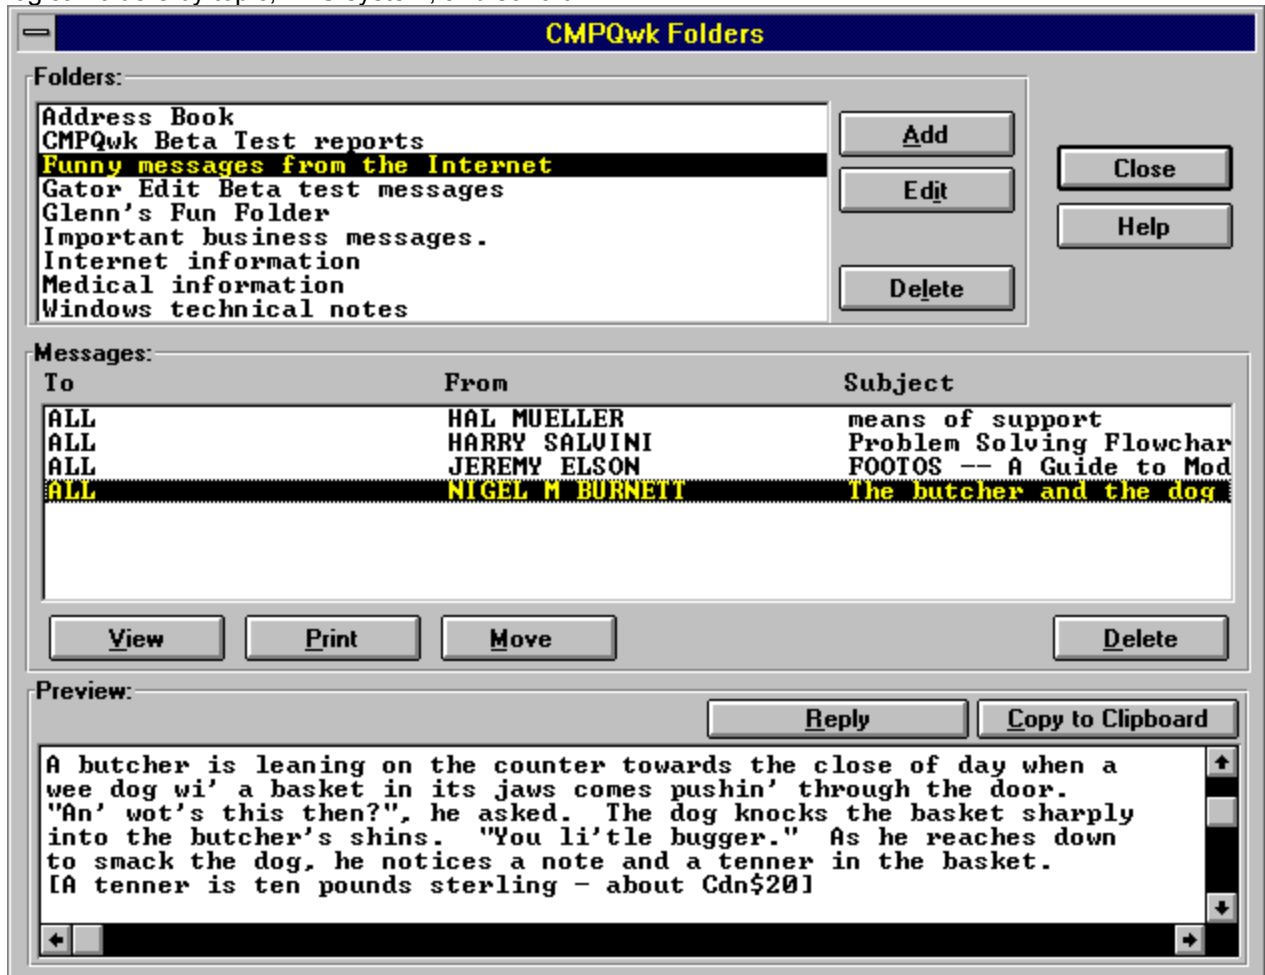 CMPQwk Folders
Folders:
Address Book
CMPQwk Beta Test reports
Funny messages from the Internet
Gator Edit Beta test messages
Glenn's Fun Folder
Important business messages.
Internet information
Medical information
Windows technical notes
Add
Edit
Delete
Close
Help
Messages:
To From Subject
ALL HAL MUELLER means of support
ALL HARRY SALVINI Problem Solving Flowchar
ALL JEREMY ELSON FOOTOS -- A Guide to Mod
ALL NIGEL M BURNETT The butcher and the dog
View Print Move Delete
Preview:
Reply Copy to Clipboard
A butcher is leaning on the counter towards the close of day when a
wee dog wi' a basket in its jaws comes pushin' through the door.
"An' wot's this then?", he asked.  The dog knocks the basket sharply
into the butcher's shins.  "You li'tle bugger."  As he reaches down
to smack the dog, he notices a note and a tenner in the basket.
[A tenner is ten pounds sterling - about Cdn$20]